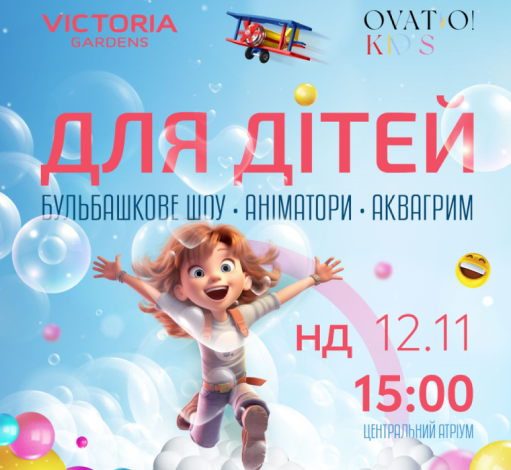 VICTORIA
GARDENS
OVATIO!
KIDS
ДЛЯ ДІТЕЙ
БУЛЬБАШКОВЕ ШОУ • АНІМАТОРИ • АКВАГРИМ
нд 12.11
15:00
ЦЕНТРАЛЬНИЙ АТРІУМ